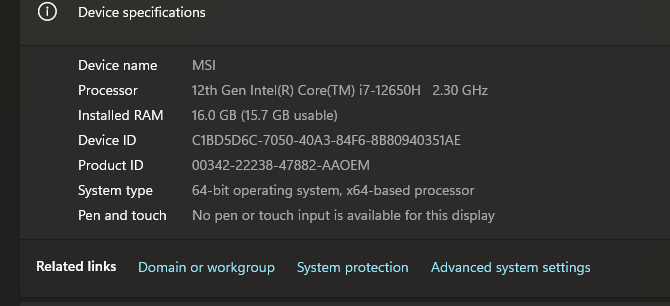 Device specifications
Device name MSI
Processor 12th Gen Intel(R) Core(TM) i7-12650H 2.30 GHz
Installed RAM 16.0 GB (15.7 GB usable)
Device ID C1BD5D6C-7050-40A3-84F6-8B80940351AE
Product ID 00342-22238-47882-AAOEM
System type 64-bit operating system, x64-based processor
Pen and touch No pen or touch input is available for this display
Related links Domain or workgroup System protection Advanced system settings